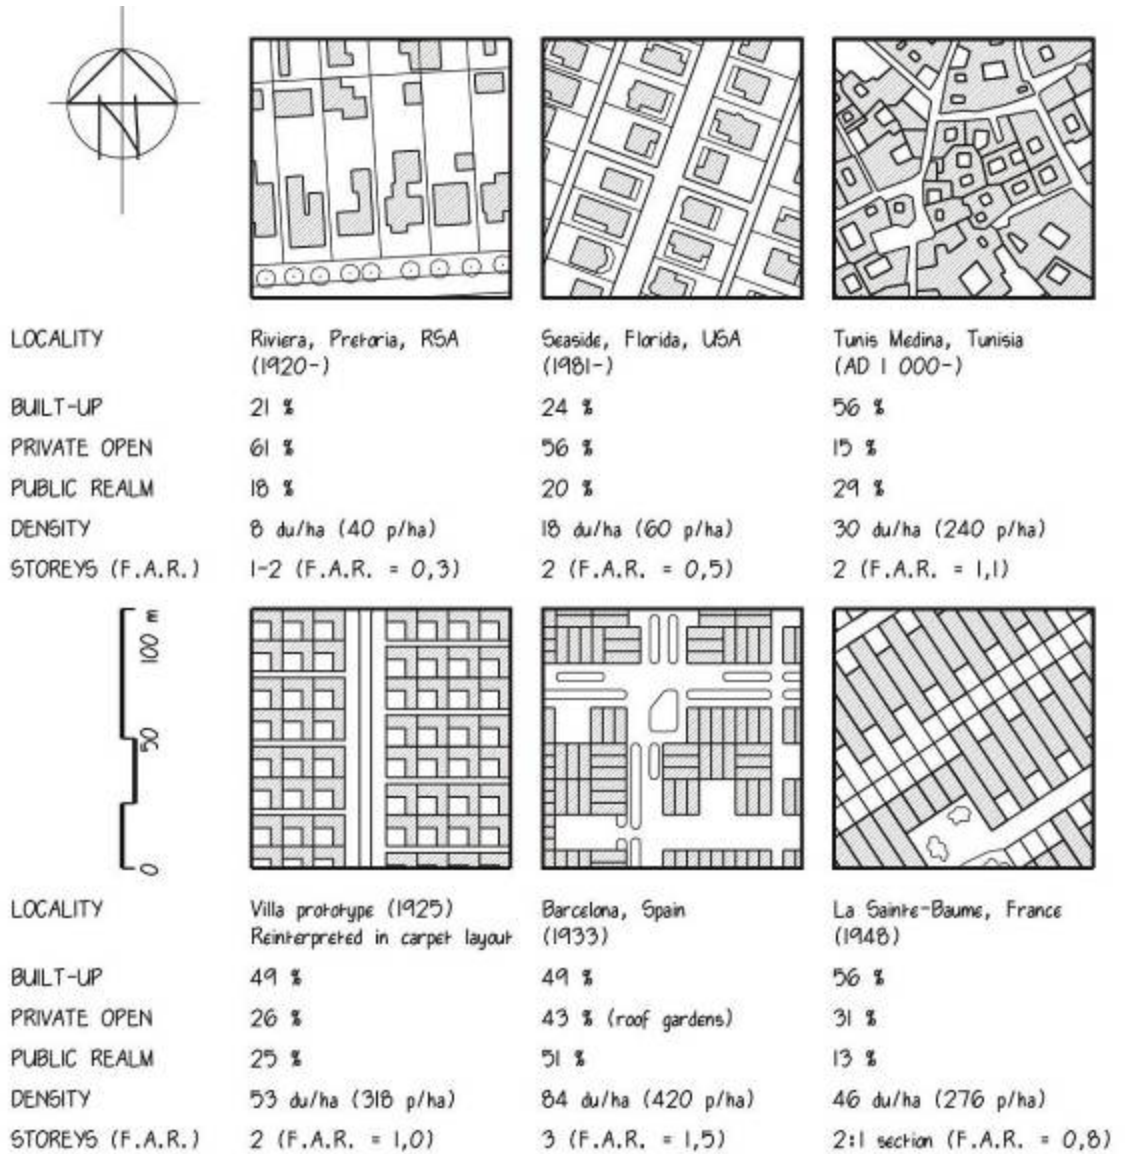 N
LOCALITY Riviera, Pretoria, RSA Seaside, Florida, USA Tunis Medina, Tunisia
(1920-) (1981-) (AD 1 000-)
BUILT-UP 21 % 24 % 56 %
PRIVATE OPEN 61 % 56 % 15 %
PUBLIC REALM 18 % 20 % 29 %
DENSITY 8 du/ha (40 p/ha) 18 du/ha (60 p/ha) 30 du/ha (240 p/ha)
STOREYS (F.A.R.) 1-2 (F.A.R. = 0,3) 2 (F.A.R. = 0,5) 2 (F.A.R. = 1,1)
100 m
50
0
LOCALITY Villa prototype (1925) Barcelona, Spain La Sainte-Baume, France
Reinterpreted in carpet layout (1933) (1948)
BUILT-UP 49 % 49 % 56 %
PRIVATE OPEN 26 % 43 % (roof gardens) 31 %
PUBLIC REALM 25 % 51 % 13 %
DENSITY 53 du/ha (318 p/ha) 84 du/ha (420 p/ha) 46 du/ha (276 p/ha)
STOREYS (F.A.R.) 2 (F.A.R. = 1,0) 3 (F.A.R. = 1,5) 2:1 section (F.A.R. = 0,8)